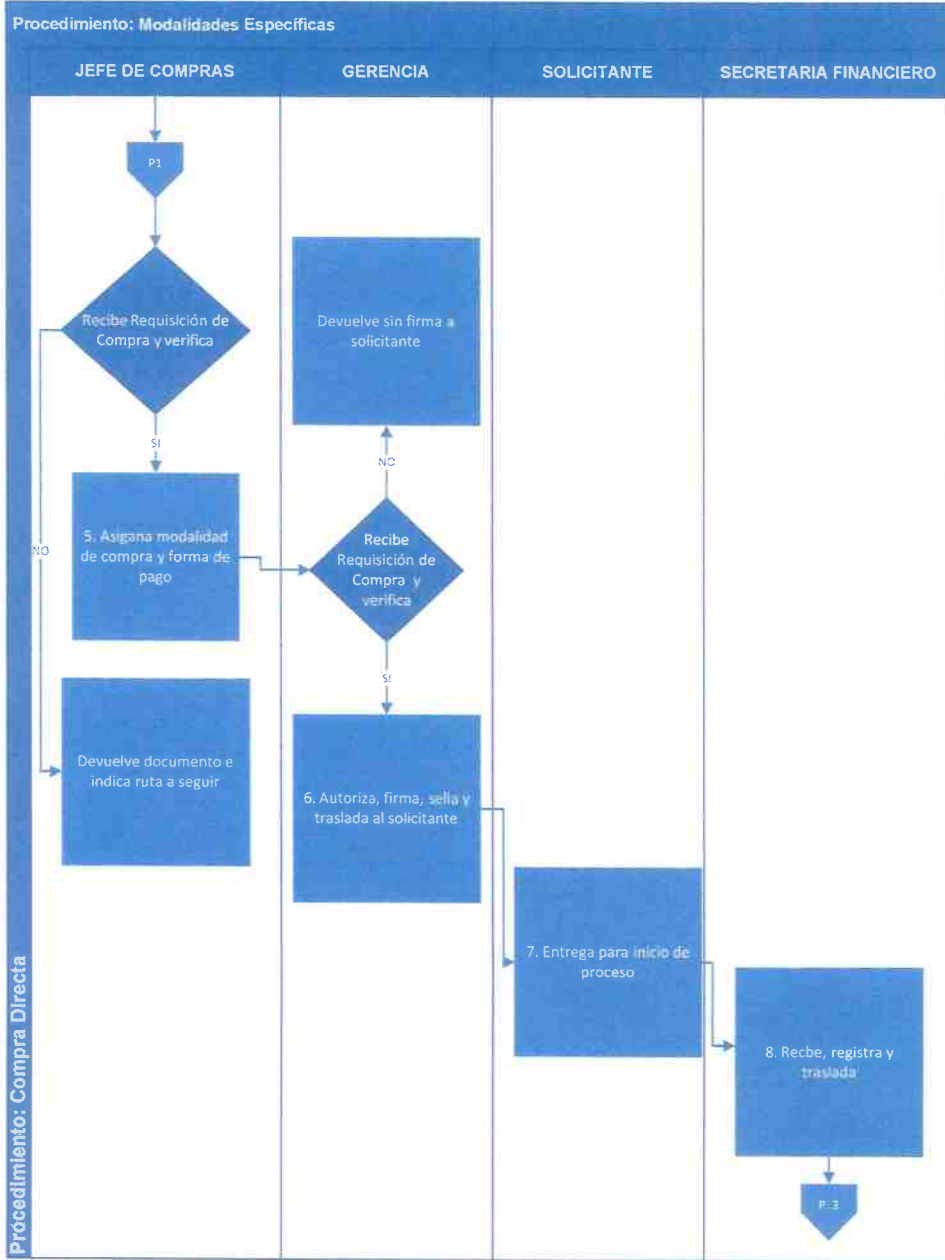 Procedimiento: Modalidades Específicas
JEFE DE COMPRAS
GERENCIA
SOLICITANTE
SECRETARIA FINANCIERO
P1
Recibe Requisición de
Compra y verifica
SI
NO
5. Asigana modalidad
de compra y forma de
pago
Devuelve documento e
indica ruta a seguir
Devuelve sin firma a
solicitante
NO
Recibe
Requisición de
Compra y
verifica
SI
6. Autoriza, firma, sella y
traslada al solicitante
7. Entrega para inicio de
proceso
8. Recbe, registra y
traslada
P. 3
Prócedimiento: Compra Directa